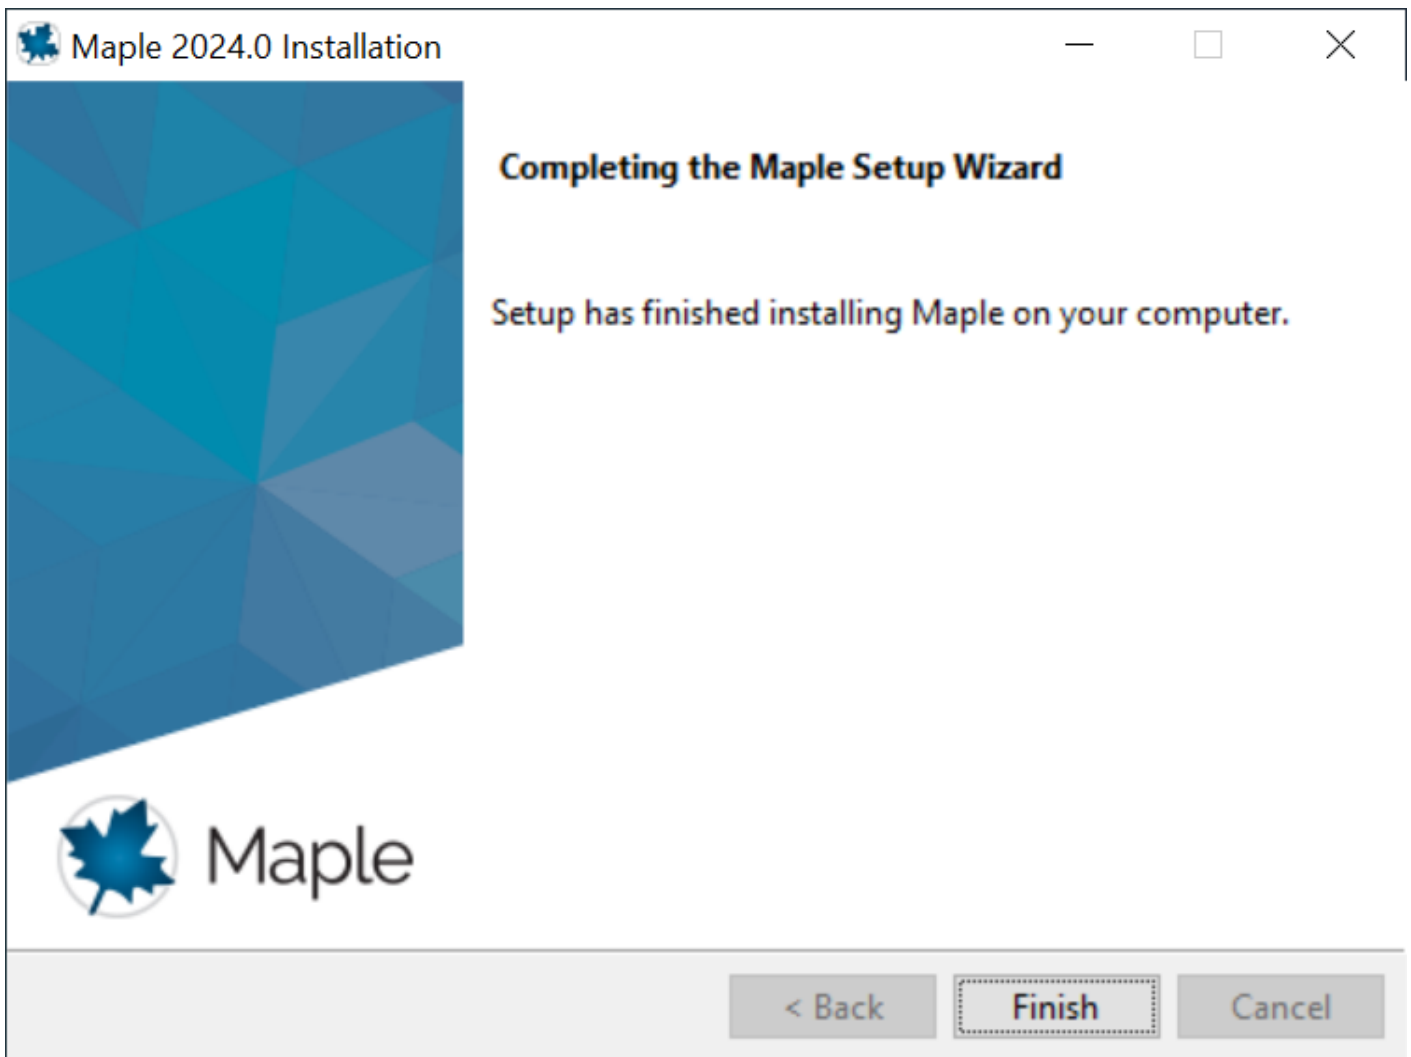 Maple 2024.0 Installation
Completing the Maple Setup Wizard
Setup has finished installing Maple on your computer.
Maple
< Back
Finish
Cancel